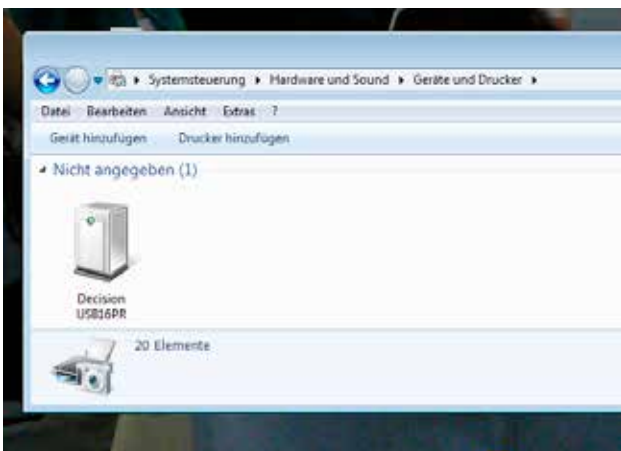 Systemsteuerung ▸ Hardware und Sound ▸ Geräte und Drucker ▸
Datei Bearbeiten Ansicht Extras ?
Gerät hinzufügen Drucker hinzufügen
Nicht angegeben (1)
Decision
USB16PR
20 Elemente